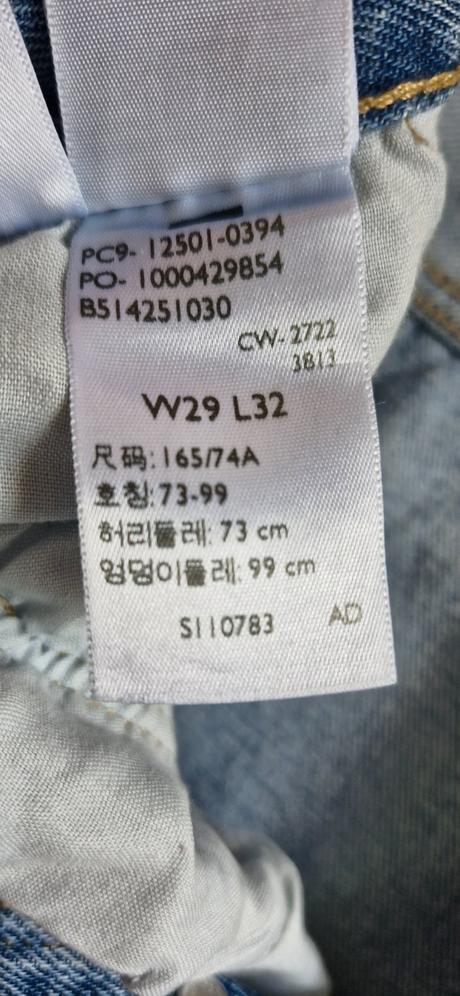 PC9- 12501-0394
PO- 1000429854
B514251030
CW-2722
3813
W29 L32
尺码: 165/74A
호칭: 73-99
허리둘레: 73 cm
엉덩이둘레: 99 cm
S110783 AD